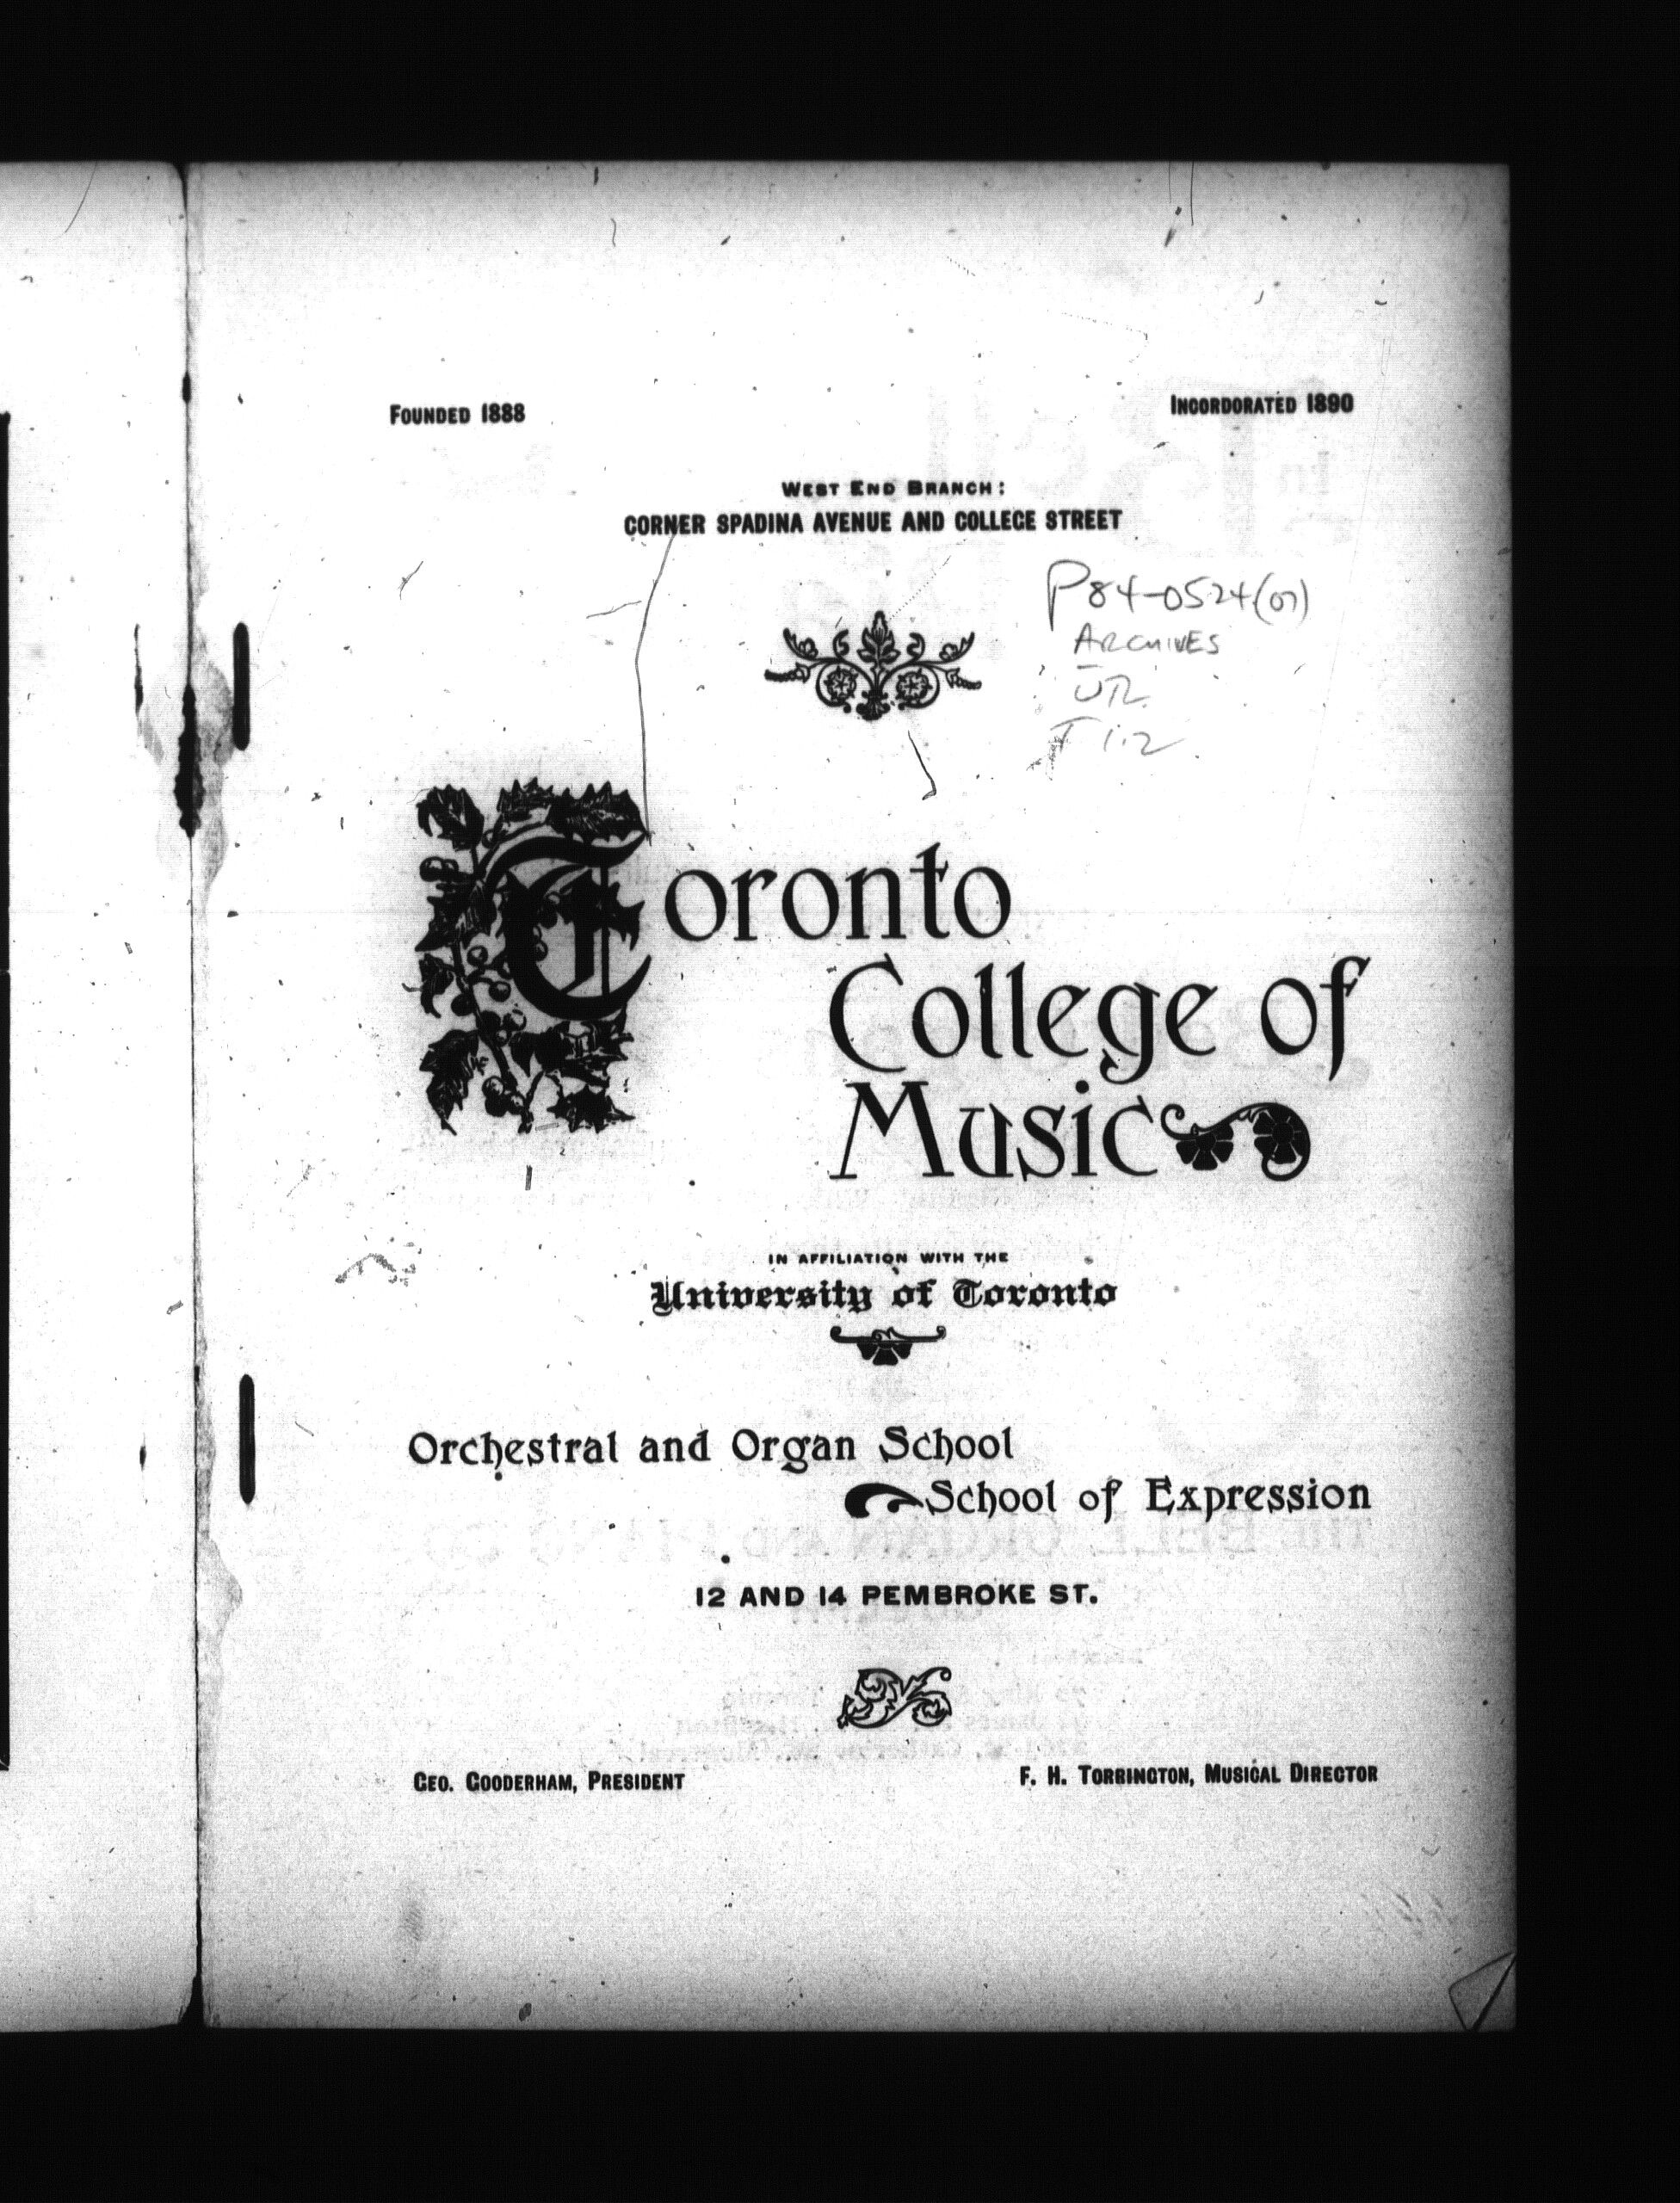 FOUNDED 1888
INCORDORATED 1890
WEST END BRANCH:
CORNER SPADINA AVENUE AND COLLEGE STREET
P84-0524(07)
ARCHIVES
Toronto
College of
Music
IN AFFILIATION WITH THE
University of Toronto
Orchestral and Organ School
School of Expression
12 AND 14 PEMBROKE ST.
GEO. GOODERHAM, PRESIDENT
F. H. TORRINGTON, MUSICAL DIRECTOR